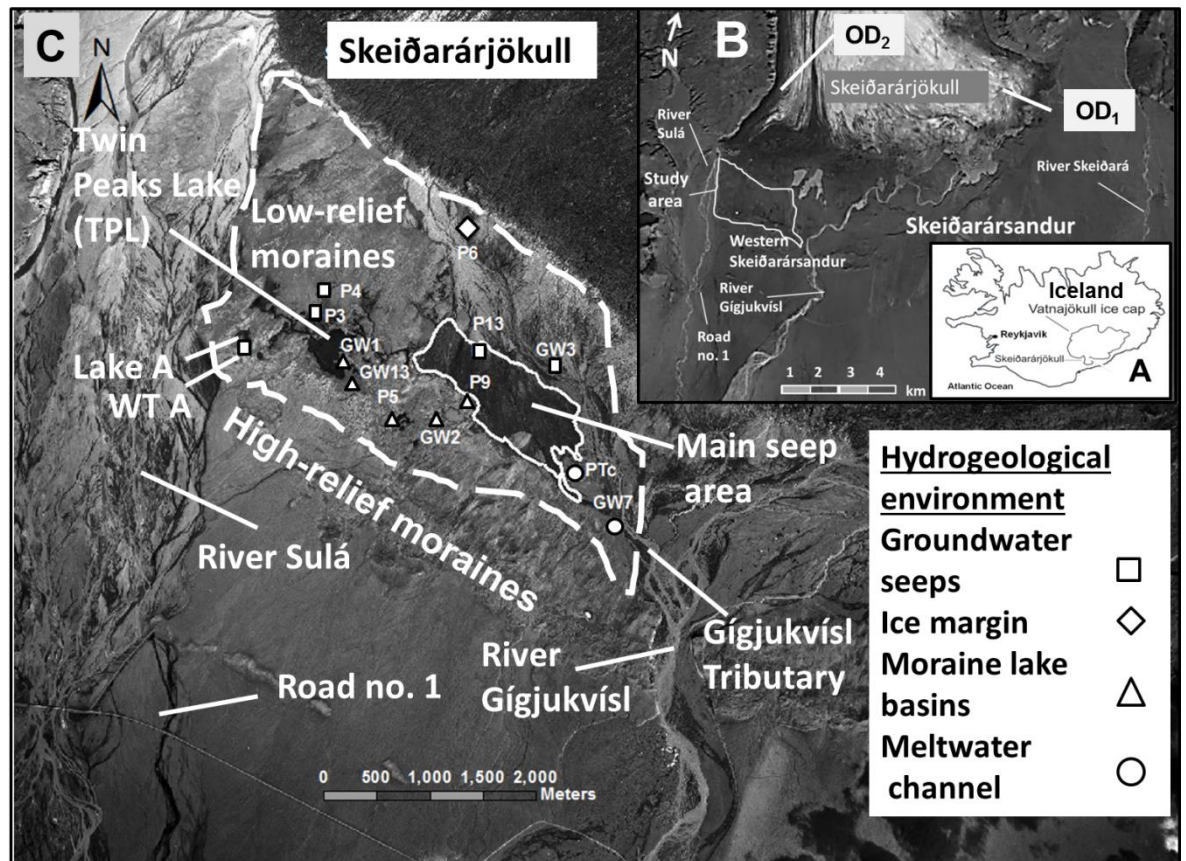 C
N
Skeiðarárjökull
Twin
Peaks Lake
(TPL)
Low-relief
moraines
P6
P4
P3
P13
GW1
GW3
Lake A
WT A
GW13
P9
P5
GW2
Main seep
area
PTc
GW7
High-relief moraines
River Sulá
Gígjukvísl
Tributary
River
Gígjukvísl
Road no. 1
0 500 1,000 1,500 2,000
Meters
B
N
OD2
Skeiðarárjökull
OD1
River
Sulá
Study
area
River Skeiðará
Skeiðarársandur
Western
Skeiðarársandur
River
Gígjukvísl
Road
no. 1
1 2 3 4
km
Iceland
Vatnajökull ice cap
Reykjavik
Skeiðarárjökull
Atlantic Ocean
A
Hydrogeological
environment
Groundwater
seeps
Ice margin
Moraine lake
basins
Meltwater
channel